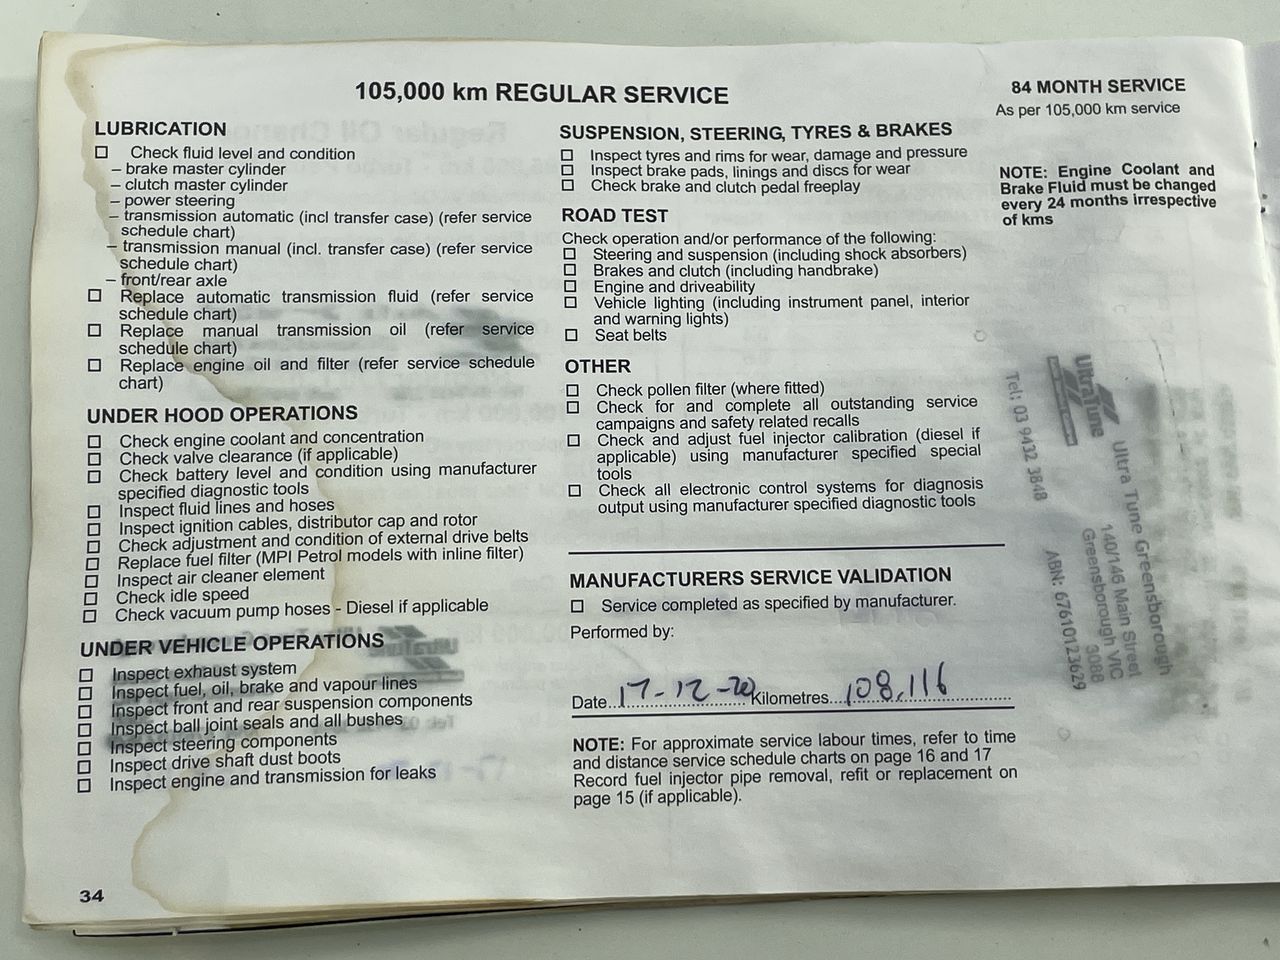 105,000 km REGULAR SERVICE
LUBRICATION
Check fluid level and condition
– brake master cylinder
– clutch master cylinder
– power steering
– transmission automatic (incl transfer case) (refer service
schedule chart)
– transmission manual (incl. transfer case) (refer service
schedule chart)
– front/rear axle
Replace automatic transmission fluid (refer service
schedule chart)
Replace manual transmission oil (refer service
schedule chart)
Replace engine oil and filter (refer service schedule
chart)
UNDER HOOD OPERATIONS
Check engine coolant and concentration
Check valve clearance (if applicable)
Check battery level and condition using manufacturer
specified diagnostic tools
Inspect fluid lines and hoses
Inspect ignition cables, distributor cap and rotor
Check adjustment and condition of external drive belts
Replace fuel filter (MPI Petrol models with inline filter)
Inspect air cleaner element
Check idle speed
Check vacuum pump hoses - Diesel if applicable
UNDER VEHICLE OPERATIONS
Inspect exhaust system
Inspect fuel, oil, brake and vapour lines
Inspect front and rear suspension components
Inspect ball joint seals and all bushes
Inspect steering components
Inspect drive shaft dust boots
Inspect engine and transmission for leaks
34
SUSPENSION, STEERING, TYRES & BRAKES
Inspect tyres and rims for wear, damage and pressure
Inspect brake pads, linings and discs for wear
Check brake and clutch pedal freeplay
ROAD TEST
Check operation and/or performance of the following:
Steering and suspension (including shock absorbers)
Brakes and clutch (including handbrake)
Engine and driveability
Vehicle lighting (including instrument panel, interior
and warning lights)
Seat belts
OTHER
Check pollen filter (where fitted)
Check for and complete all outstanding service
campaigns and safety related recalls
Check and adjust fuel injector calibration (diesel if
applicable) using manufacturer specified special
tools
Check all electronic control systems for diagnosis
output using manufacturer specified diagnostic tools
MANUFACTURERS SERVICE VALIDATION
Service completed as specified by manufacturer.
Performed by:
Date...17-12-20 Kilometres...108,116
NOTE: For approximate service labour times, refer to time
and distance service schedule charts on page 16 and 17
Record fuel injector pipe removal, refit or replacement on
page 15 (if applicable).
84 MONTH SERVICE
As per 105,000 km service
NOTE: Engine Coolant and
Brake Fluid must be changed
every 24 months irrespective
of kms
UltraTune
Ultra Tune Greensborough
140/146 Main Street
Greensborough VIC
3088
Tel: 03 9432 3848
ABN: 67610123629